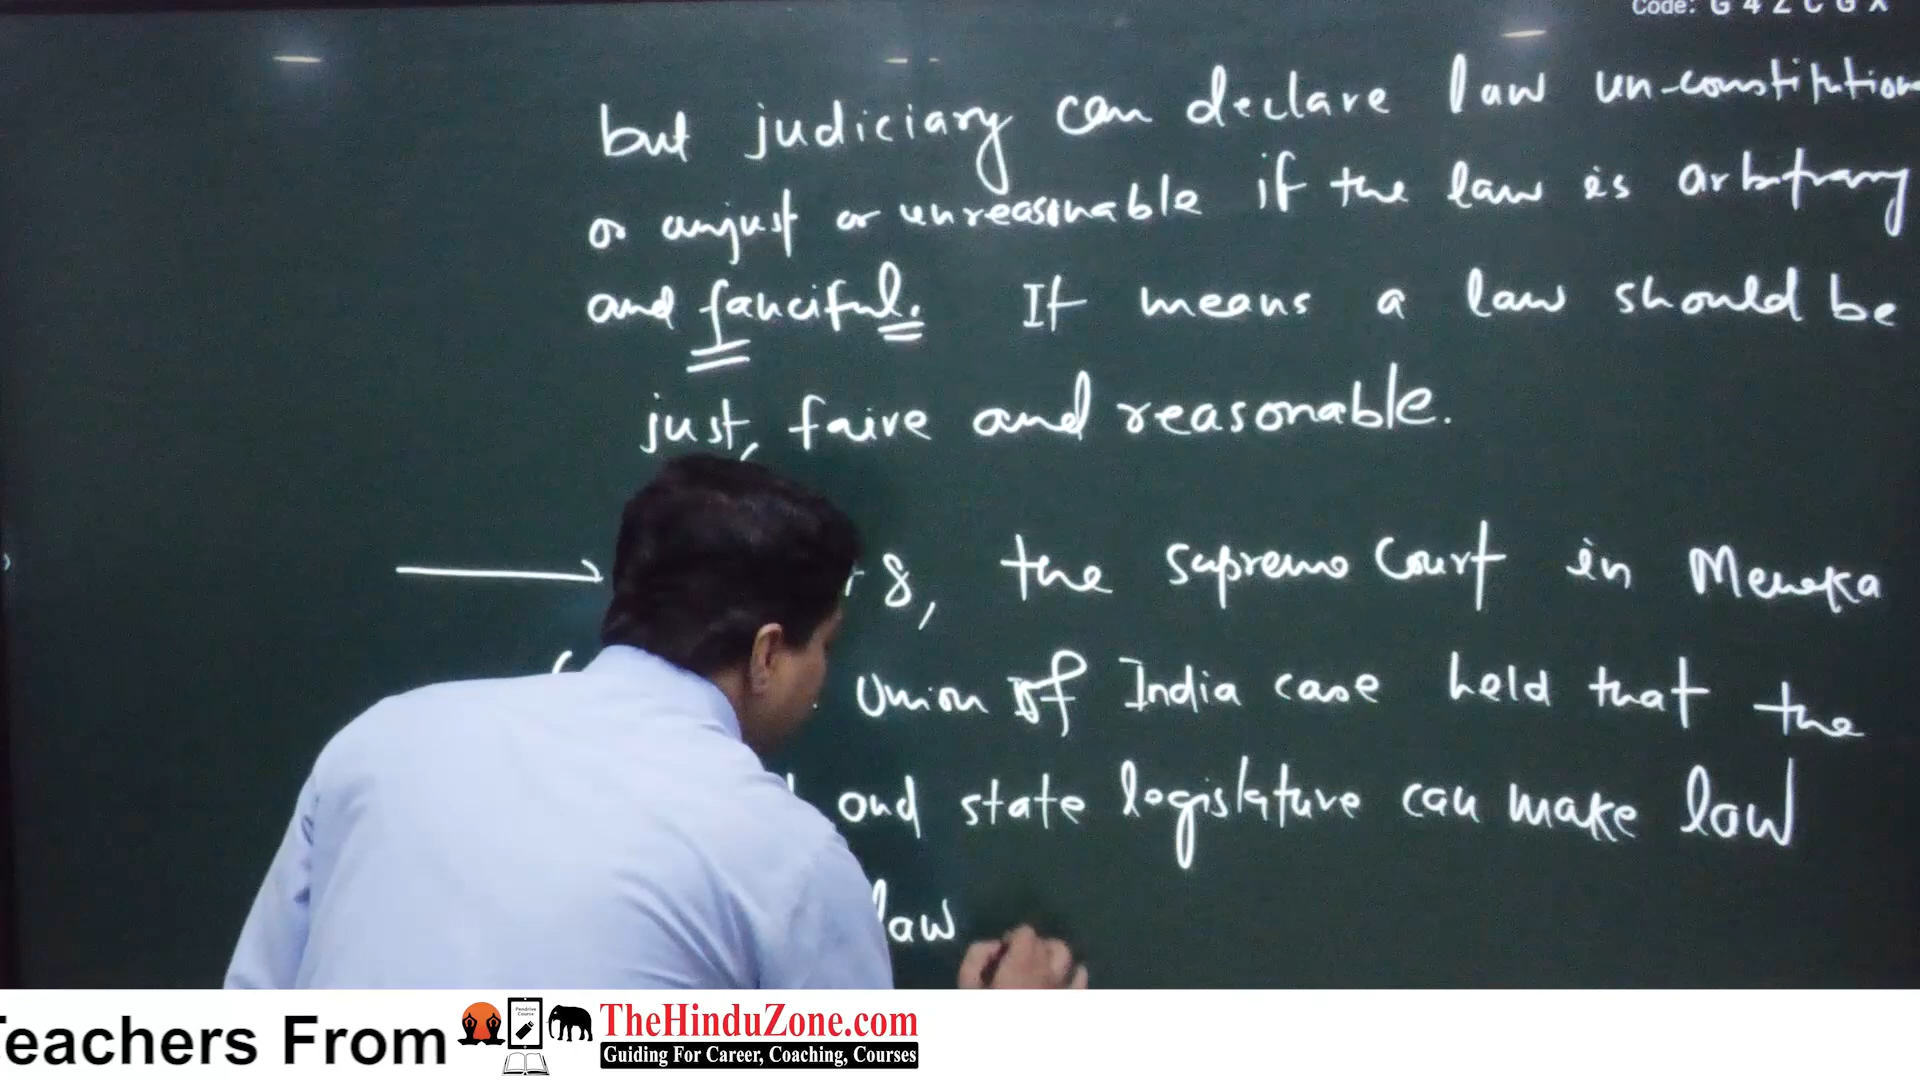 Code: G 4 Z C G X
but judiciary can declare law un-constitution
or unjust or unreasonable if the law is arbitrary
and fanciful. It means a law should be
just, faire and reasonable.
8, the supreme Court in Meneka
Union of India case held that the
and state legislature can make law
law
Teachers From
TheHinduZone.com
Guiding For Career, Coaching, Courses